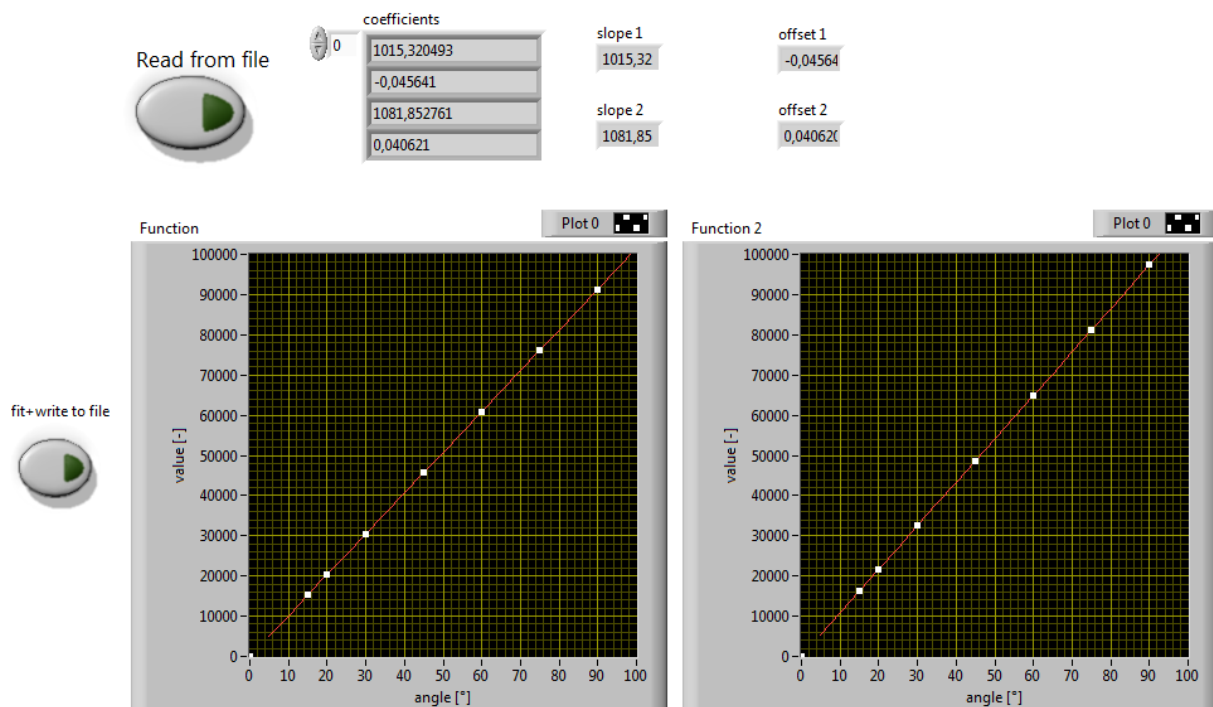 coefficients
0
1015,320493
-0,045641
1081,852761
0,040621
slope 1
1015,32
offset 1
-0,04564
slope 2
1081,85
offset 2
0,040620
Read from file
fit+write to file
Function
Plot 0
100000
90000
80000
70000
60000
50000
40000
30000
20000
10000
0
value [-]
0 10 20 30 40 50 60 70 80 90 100
angle [°]
Function 2
Plot 0
100000
90000
80000
70000
60000
50000
40000
30000
20000
10000
0
value [-]
0 10 20 30 40 50 60 70 80 90 100
angle [°]